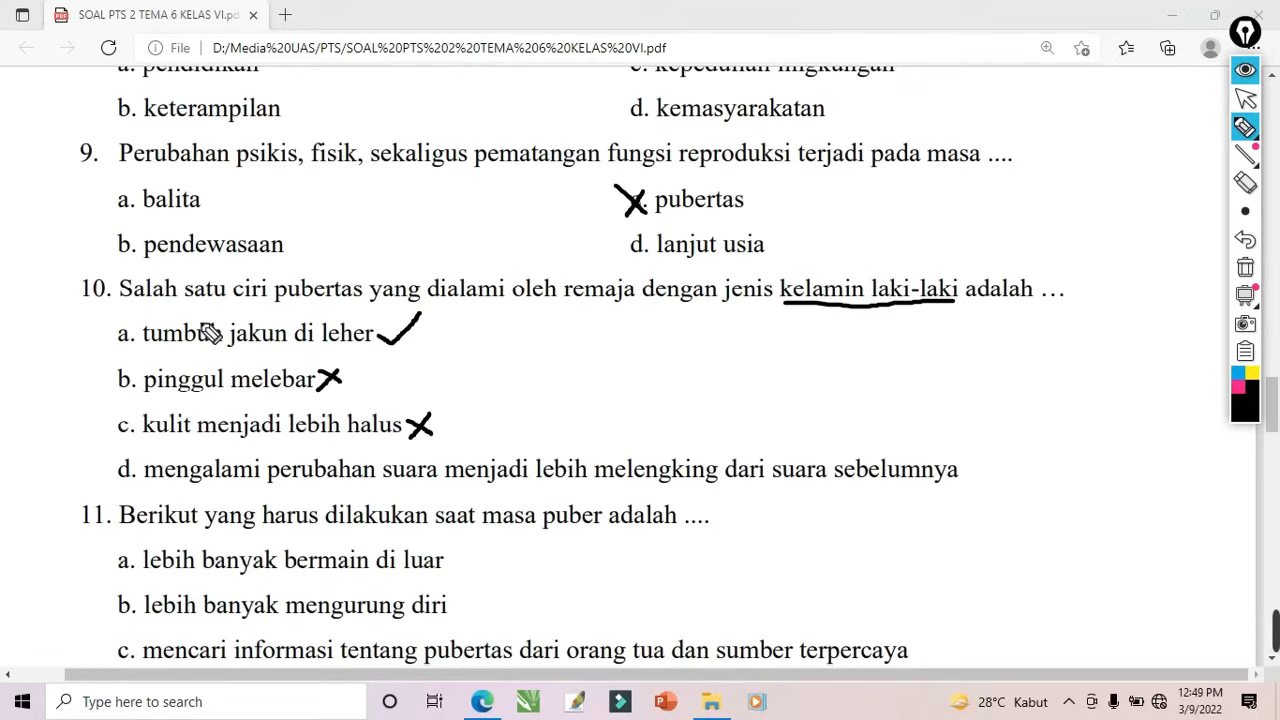 SOAL PTS 2 TEMA 6 KELAS VI.pdf
File D:/Media%20UAS/PTS/SOAL%20PTS%202%20TEMA%206%20KELAS%20VI.pdf
a. pendidikan c. kepedulian lingkungan
b. keterampilan d. kemasyarakatan
9. Perubahan psikis, fisik, sekaligus pematangan fungsi reproduksi terjadi pada masa ....
a. balita c. pubertas
b. pendewasaan d. lanjut usia
10. Salah satu ciri pubertas yang dialami oleh remaja dengan jenis kelamin laki-laki adalah …
a. tumbuh jakun di leher
b. pinggul melebar
c. kulit menjadi lebih halus
d. mengalami perubahan suara menjadi lebih melengking dari suara sebelumnya
11. Berikut yang harus dilakukan saat masa puber adalah ....
a. lebih banyak bermain di luar
b. lebih banyak mengurung diri
c. mencari informasi tentang pubertas dari orang tua dan sumber terpercaya
Type here to search
28°C Kabut
12:49 PM
3/9/2022